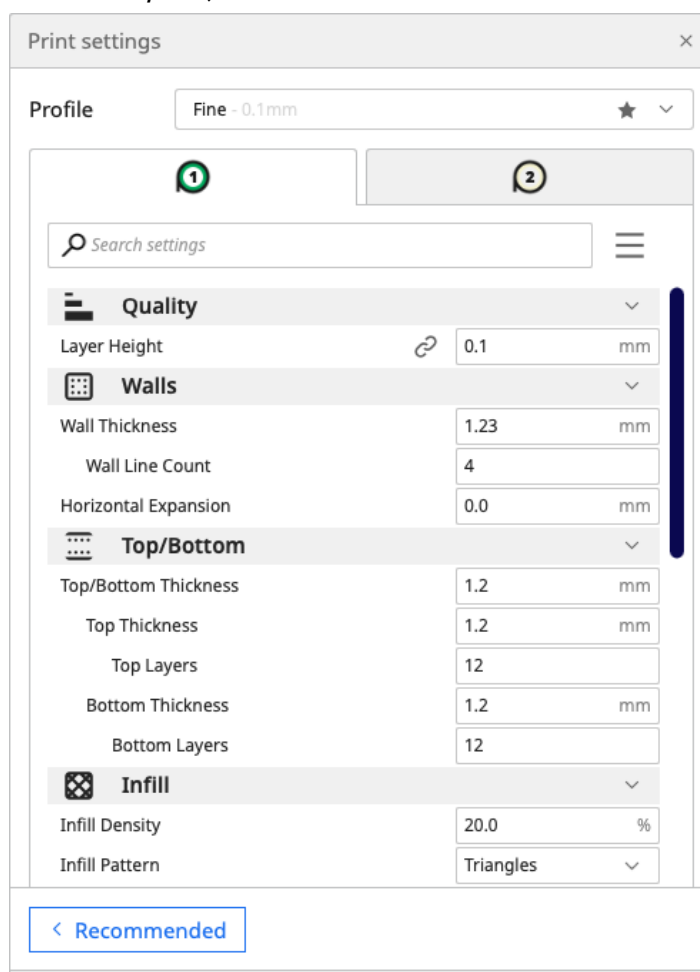 Print settings
Profile
Fine - 0.1mm
1
2
Search settings
Quality
Layer Height 0.1 mm
Walls
Wall Thickness 1.23 mm
Wall Line Count 4
Horizontal Expansion 0.0 mm
Top/Bottom
Top/Bottom Thickness 1.2 mm
Top Thickness 1.2 mm
Top Layers 12
Bottom Thickness 1.2 mm
Bottom Layers 12
Infill
Infill Density 20.0 %
Infill Pattern Triangles
Recommended